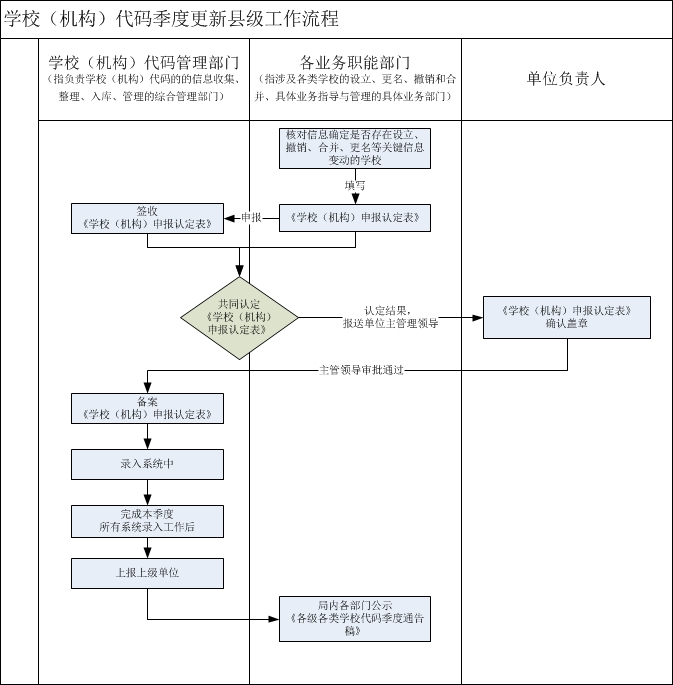 学校（机构）代码季度更新县级工作流程
学校（机构）代码管理部门
（指负责学校（机构）代码的的信息收集、
整理、入库、管理的综合管理部门）
各业务职能部门
（指涉及各类学校的设立、更名、撤销和合
并、具体业务指导与管理的具体业务部门）
单位负责人
核对信息确定是否存在设立、
撤销、合并、更名等关键信息
变动的学校
填写
签收
《学校（机构）申报认定表》
申报
《学校（机构）申报认定表》
共同认定
《学校（机构）
申报认定表》
认定结果，
报送单位主管理领导
《学校（机构）申报认定表》
确认盖章
主管领导审批通过
备案
《学校（机构）申报认定表》
录入系统中
完成本季度
所有系统录入工作后
上报上级单位
局内各部门公示
《各级各类学校代码季度通告
稿》